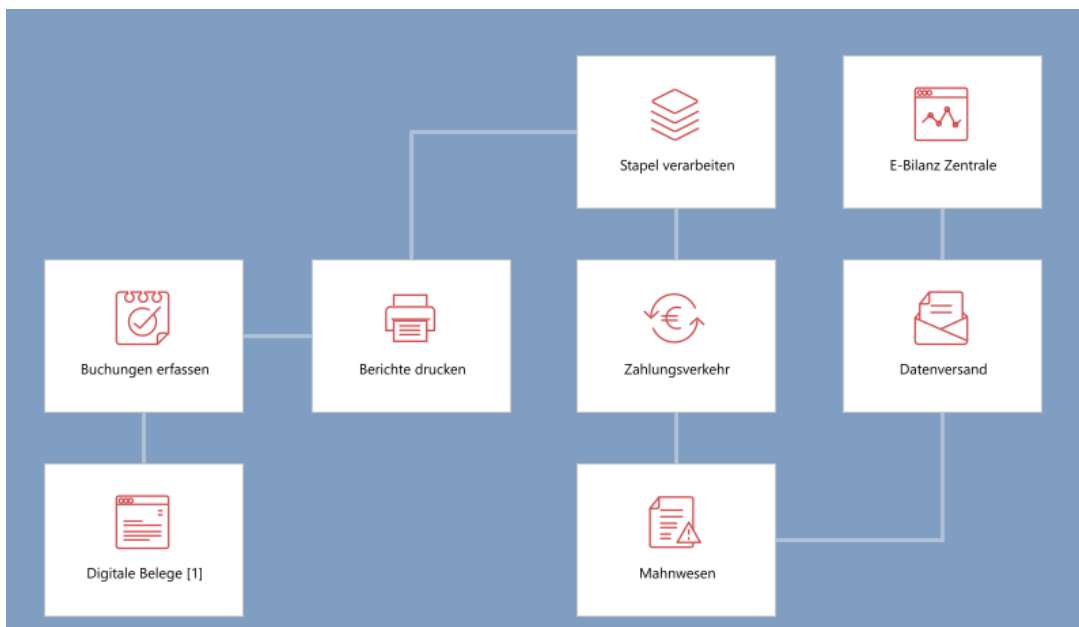 Stapel verarbeiten
E-Bilanz Zentrale
Buchungen erfassen
Berichte drucken
Zahlungsverkehr
Datenversand
Digitale Belege [1]
Mahnwesen